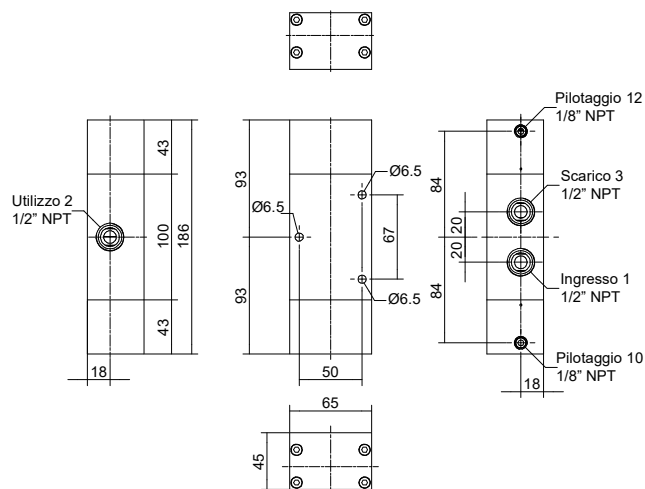 Pilotaggio 12
1/8” NPT
43
93
Ø6.5
84
Scarico 3
1/2” NPT
Utilizzo 2
1/2” NPT
Ø6.5
100
186
67
20
20
Ingresso 1
1/2” NPT
Ø6.5
43
93
84
Pilotaggio 10
1/8” NPT
18
50
18
65
45